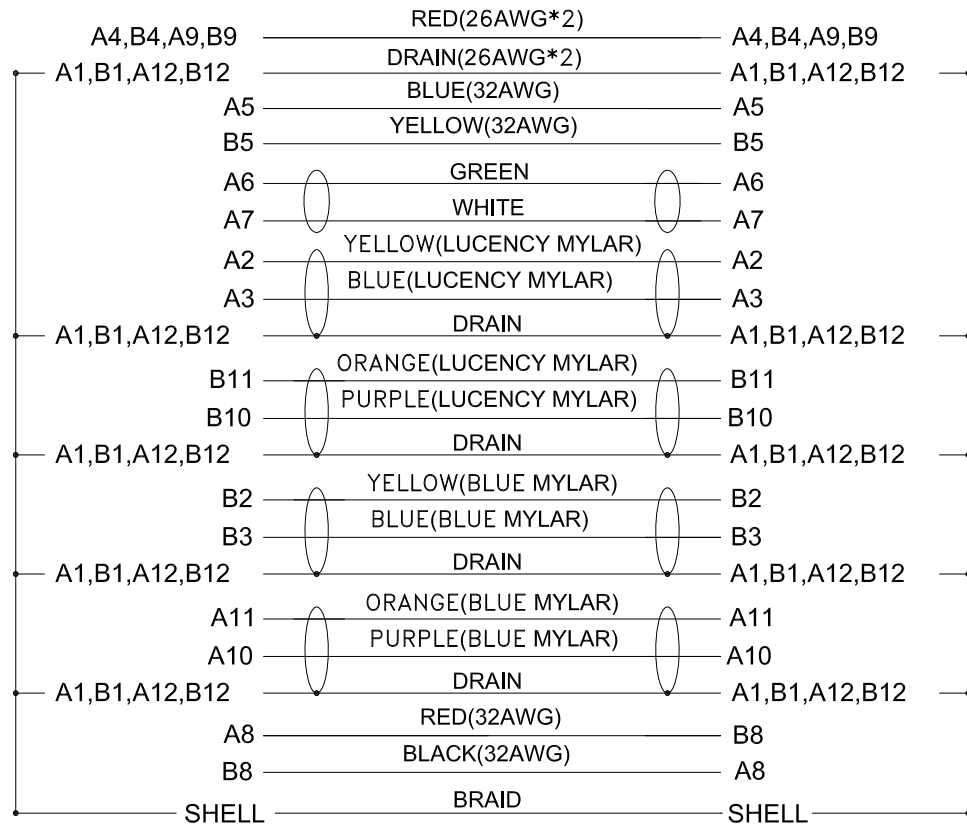 A4,B4,A9,B9 RED(26AWG*2) A4,B4,A9,B9
A1,B1,A12,B12 DRAIN(26AWG*2) A1,B1,A12,B12
A5 BLUE(32AWG) A5
B5 YELLOW(32AWG) B5
A6 GREEN A6
A7 WHITE A7
A2 YELLOW(LUCENCY MYLAR) A2
A3 BLUE(LUCENCY MYLAR) A3
A1,B1,A12,B12 DRAIN A1,B1,A12,B12
B11 ORANGE(LUCENCY MYLAR) B11
B10 PURPLE(LUCENCY MYLAR) B10
A1,B1,A12,B12 DRAIN A1,B1,A12,B12
B2 YELLOW(BLUE MYLAR) B2
B3 BLUE(BLUE MYLAR) B3
A1,B1,A12,B12 DRAIN A1,B1,A12,B12
A11 ORANGE(BLUE MYLAR) A11
A10 PURPLE(BLUE MYLAR) A10
A1,B1,A12,B12 DRAIN A1,B1,A12,B12
A8 RED(32AWG) B8
B8 BLACK(32AWG) A8
SHELL BRAID SHELL